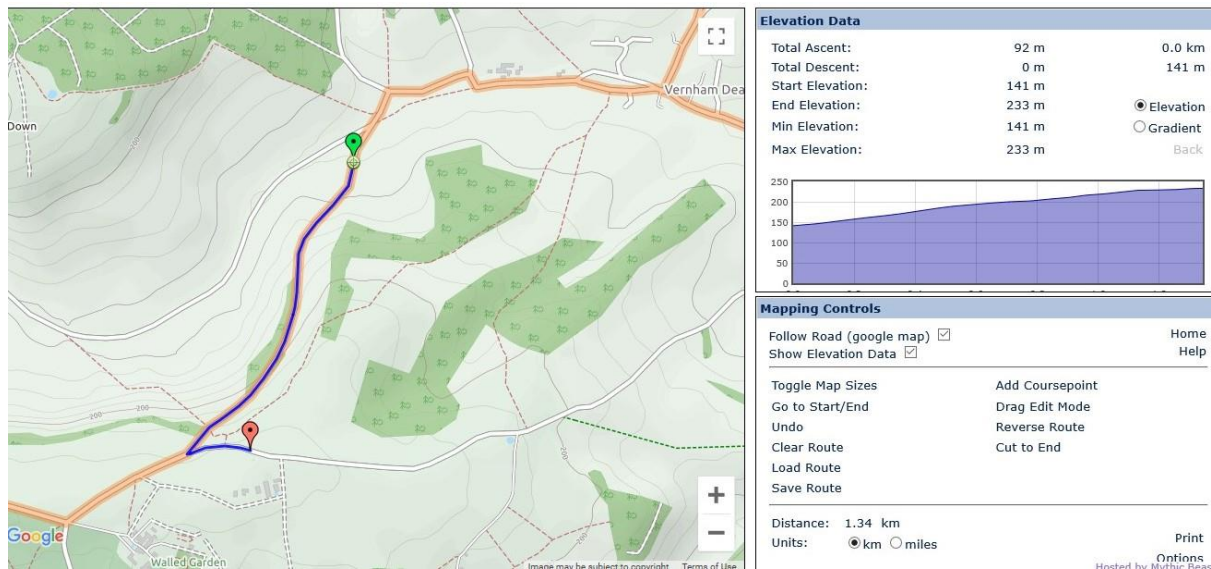 Down
200
Vernham Dea
200
200
200
200
Google
Walled Garden
Image may be subject to copyright Terms of Use
Elevation Data
Total Ascent: 92 m 0.0 km
Total Descent: 0 m 141 m
Start Elevation: 141 m
End Elevation: 233 m Elevation
Min Elevation: 141 m Gradient
Max Elevation: 233 m Back
250
200
150
100
50
0
Mapping Controls
Follow Road (google map) Home
Show Elevation Data Help
Toggle Map Sizes Add Coursepoint
Go to Start/End Drag Edit Mode
Undo Reverse Route
Clear Route Cut to End
Load Route
Save Route
Distance: 1.34 km
Units: km miles Print
Options
Hosted by Mythic Beas